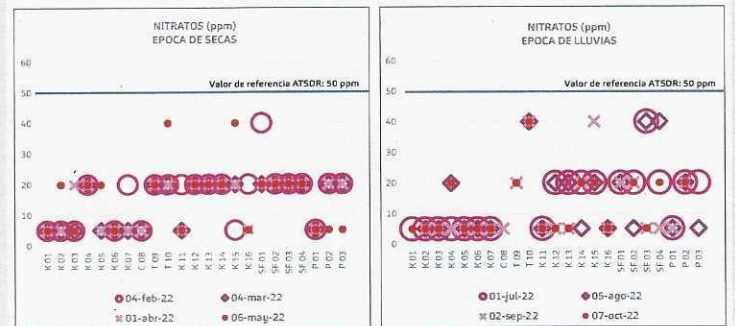 NITRATOS (ppm)
EPOCA DE SECAS
60
Valor de referencia ATSDR: 50 ppm
50
40
30
20
10
0
K 01
K 02
K 03
K 04
K 05
K 06
K 07
C 08
T 09
T 10
K 11
K 12
K 13
K 14
K 15
K 16
SF 01
SF 02
SF 03
SF 04
P 01
P 02
P 03
04-feb-22
04-mar-22
01-abr-22
06-may-22
NITRATOS (ppm)
EPOCA DE LLUVIAS
60
Valor de referencia ATSDR: 50 ppm
50
40
30
20
10
0
K 01
K 02
K 03
K 04
K 05
K 06
K 07
C 08
T 09
T 10
K 11
K 12
K 13
K 14
K 15
K 16
SF 01
SF 02
SF 03
SF 04
P 01
P 02
P 03
01-jul-22
05-ago-22
02-sep-22
07-oct-22